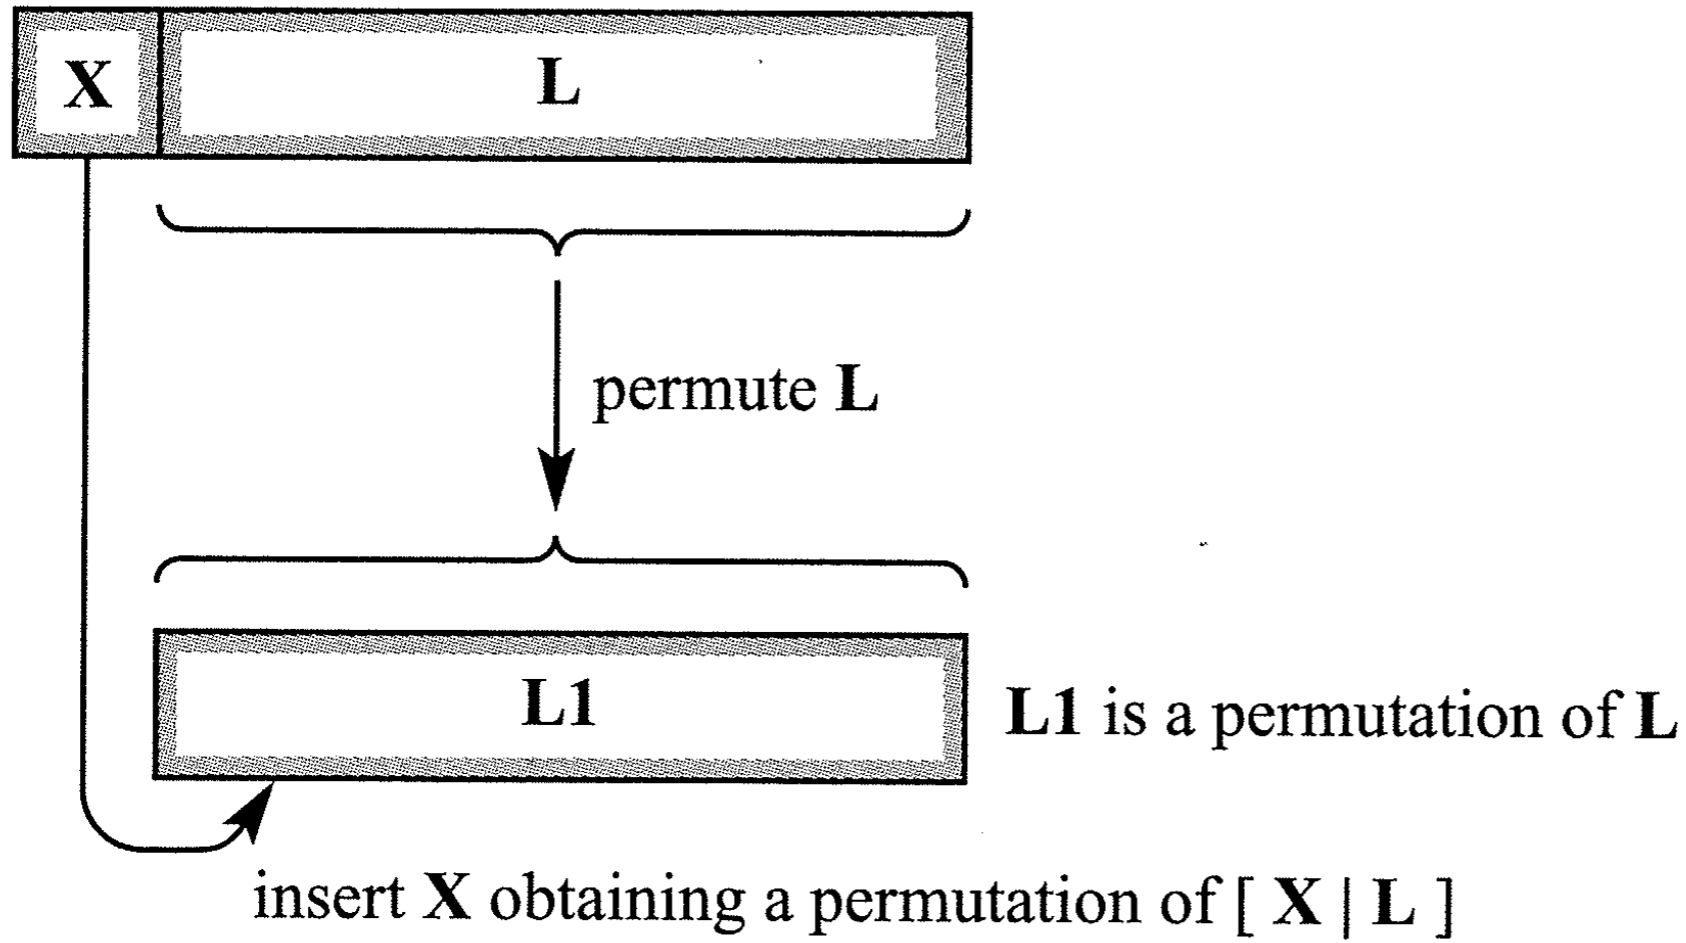 X L
permute L
L1
L1 is a permutation of L
insert X obtaining a permutation of [ X | L ]